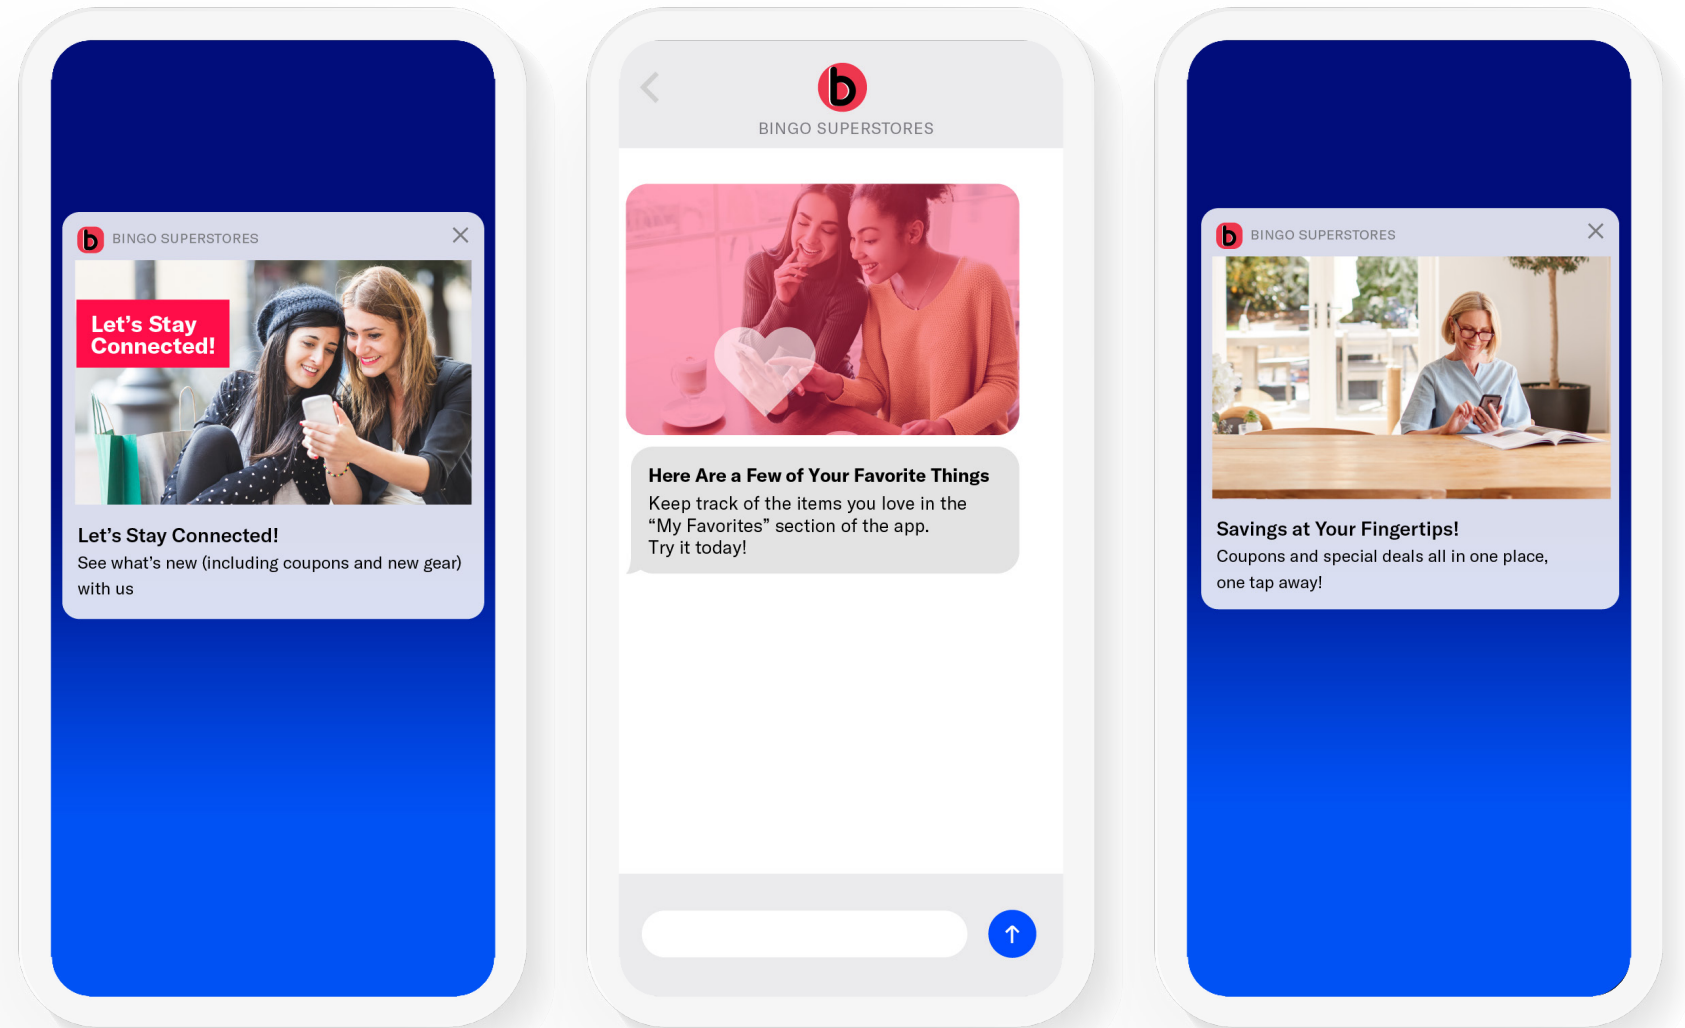 b BINGO SUPERSTORES
Let's Stay
Connected!
Let's Stay Connected!
See what's new (including coupons and new gear)
with us
b
BINGO SUPERSTORES
Here Are a Few of Your Favorite Things
Keep track of the items you love in the
“My Favorites” section of the app.
Try it today!
b BINGO SUPERSTORES
Savings at Your Fingertips!
Coupons and special deals all in one place,
one tap away!